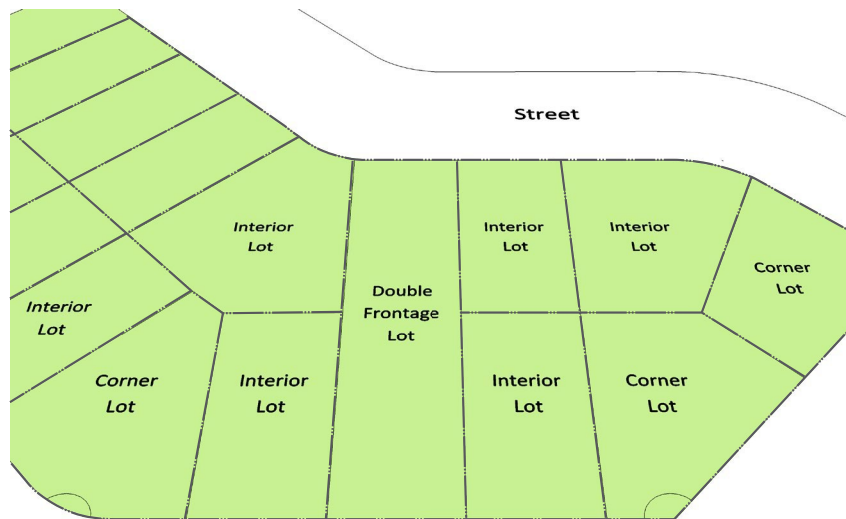 Street
Interior
Lot
Interior
Lot
Interior
Lot
Corner
Lot
Double
Frontage
Lot
Interior
Lot
Corner
Lot
Interior
Lot
Interior
Lot
Corner
Lot